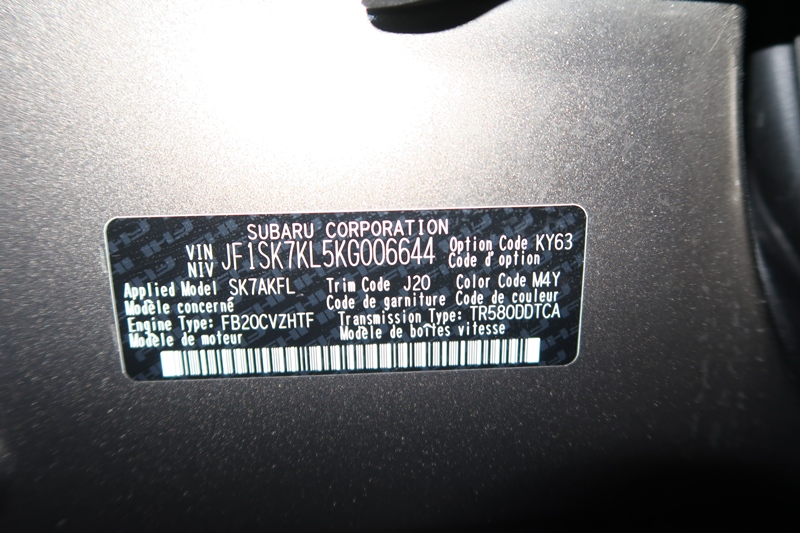 SUBARU CORPORATION
VIN NIV JF1SK7KL5KG006644 Option Code KY63
Code d'option
Applied Model SK7AKFL Trim Code J20 Color Code M4Y
Modèle concerné Code de garniture Code de couleur
Engine Type: FB20CVZHTF Transmission Type: TR580DDTCA
Modèle de moteur Modèle de boîtes vitesse